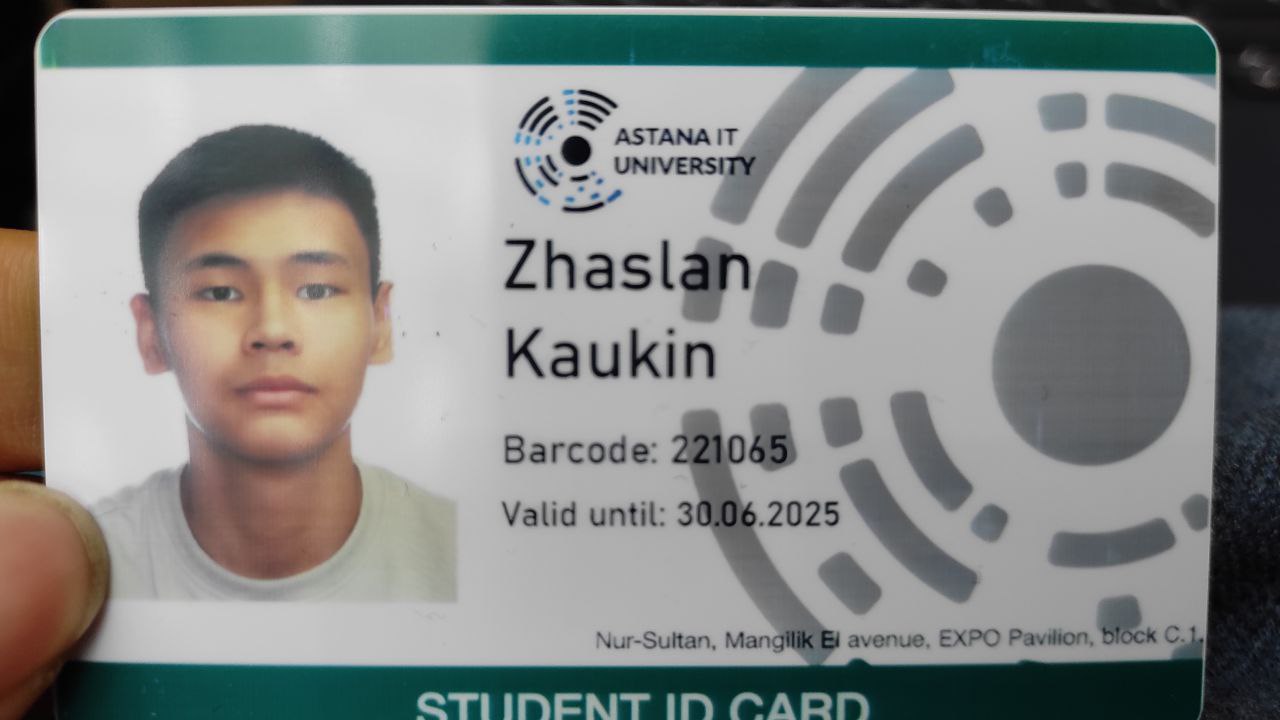 ASTANA IT
UNIVERSITY
Zhaslan
Kaukin
Barcode: 221065
Valid until: 30.06.2025
Nur-Sultan, Mangilik El avenue, EXPO Pavilion, block C.1.
STUDENT ID CARD